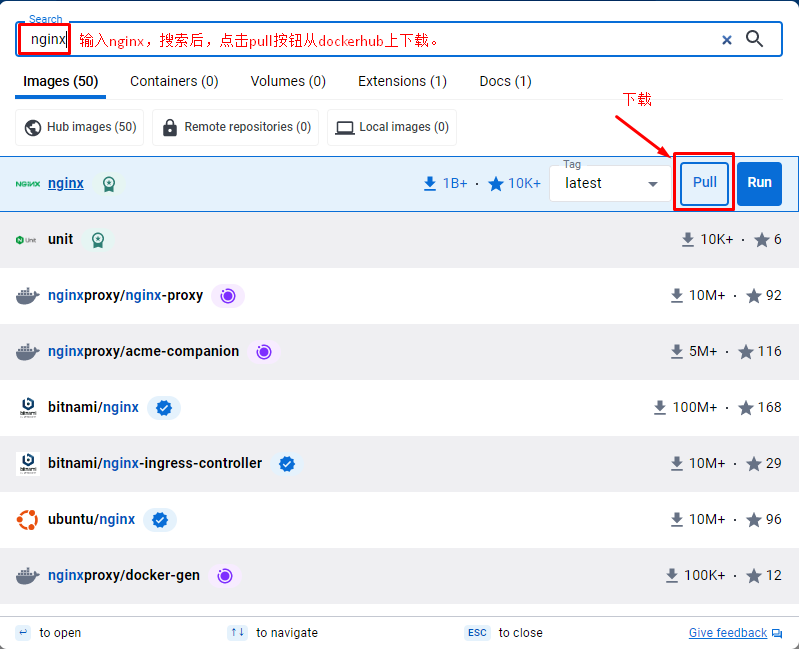 Search
nginx 输入nginx，搜索后，点击pull按钮从dockerhub上下载。
Images (50) Containers (0) Volumes (0) Extensions (1) Docs (1)
下载
Hub images (50) Remote repositories (0) Local images (0)
Tag
NGINX nginx 1B+ · 10K+ latest Pull Run
Unit unit 10K+ · 6
nginxproxy/nginx-proxy 10M+ · 92
nginxproxy/acme-companion 5M+ · 116
bitnami/nginx 100M+ · 168
bitnami/nginx-ingress-controller 10M+ · 29
ubuntu/nginx 10M+ · 96
nginxproxy/docker-gen 100K+ · 12
↵ to open ↑↓ to navigate ESC to close Give feedback